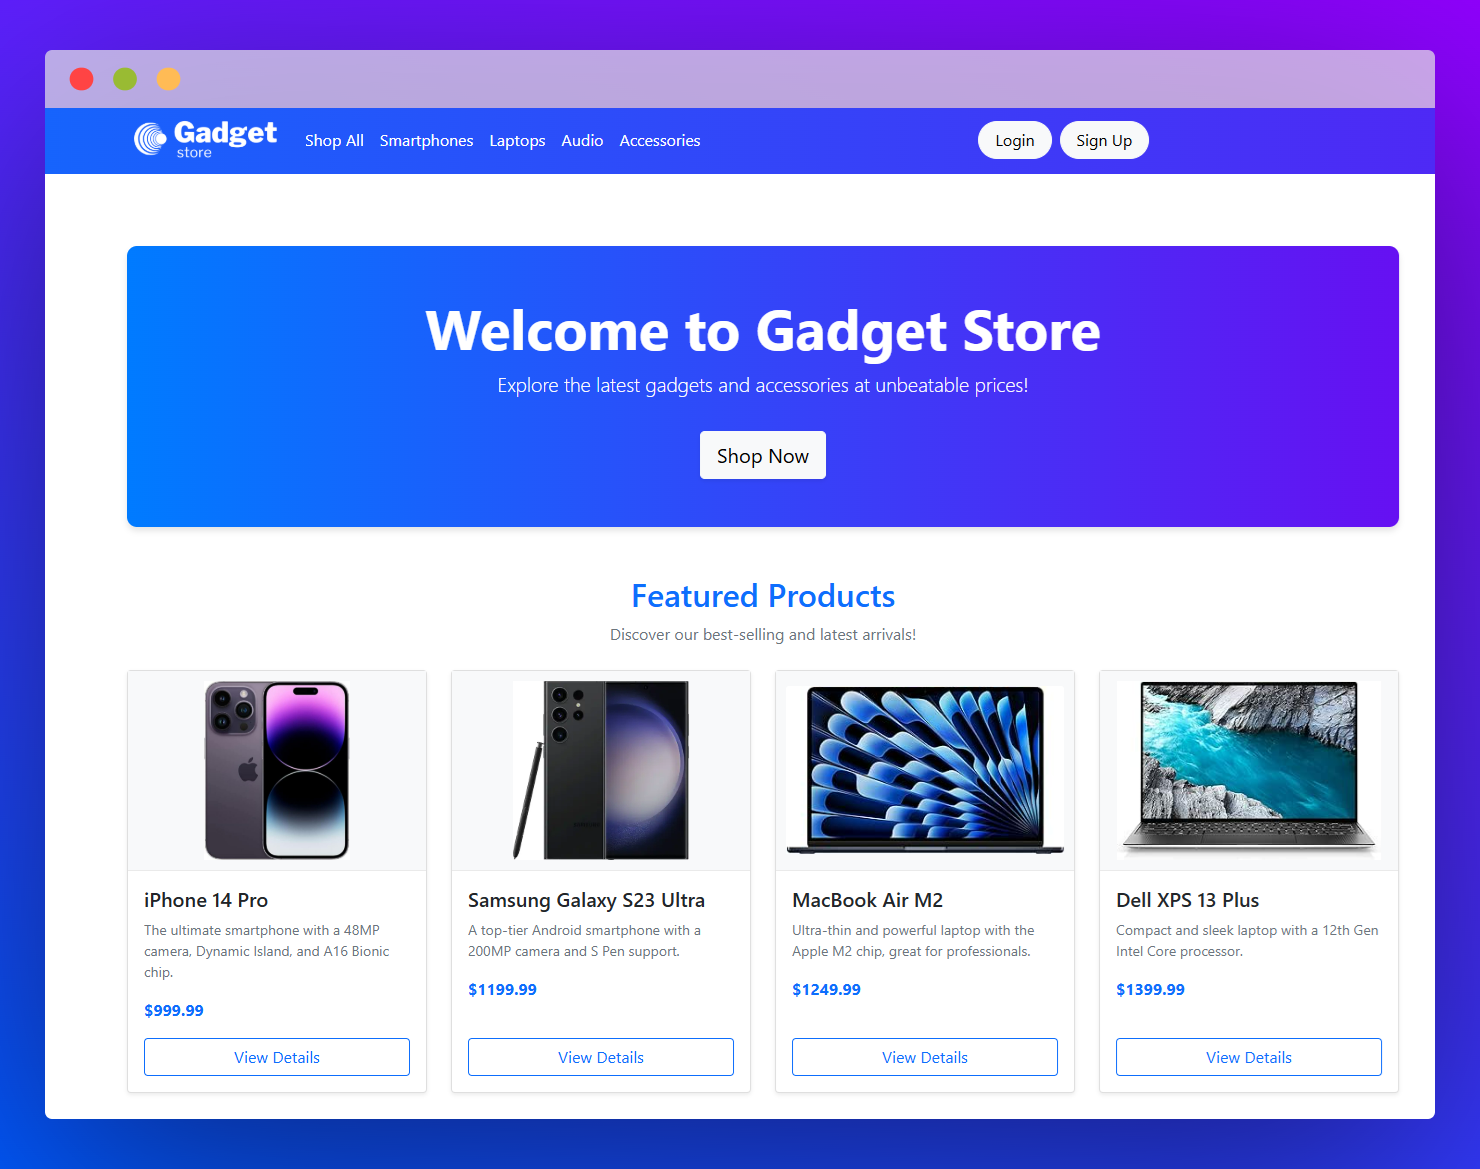 Gadget
store
Shop All Smartphones Laptops Audio Accessories Login Sign Up
Welcome to Gadget Store
Explore the latest gadgets and accessories at unbeatable prices!
Shop Now
Featured Products
Discover our best-selling and latest arrivals!
iPhone 14 Pro
The ultimate smartphone with a 48MP
camera, Dynamic Island, and A16 Bionic
chip.
$999.99
View Details
Samsung Galaxy S23 Ultra
A top-tier Android smartphone with a
200MP camera and S Pen support.
$1199.99
View Details
MacBook Air M2
Ultra-thin and powerful laptop with the
Apple M2 chip, great for professionals.
$1249.99
View Details
Dell XPS 13 Plus
Compact and sleek laptop with a 12th Gen
Intel Core processor.
$1399.99
View Details